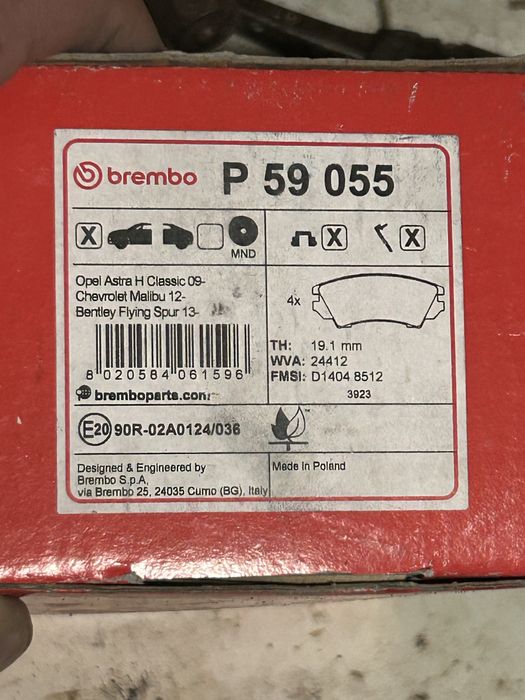 brembo P 59 055
X X X
MND
Opel Astra H Classic 09-
Chevrolet Malibu 12-
Bentley Flying Spur 13-
4x
8 020584 061596
TH: 19.1 mm
WVA: 24412
FMSI: D1404 8512
bremboparts.com
3923
E20 90R-02A0124/036
TM
Designed & Engineered by
Brembo S.p.A.
via Brembo 25, 24035 Curno (BG), Italy
Made in Poland